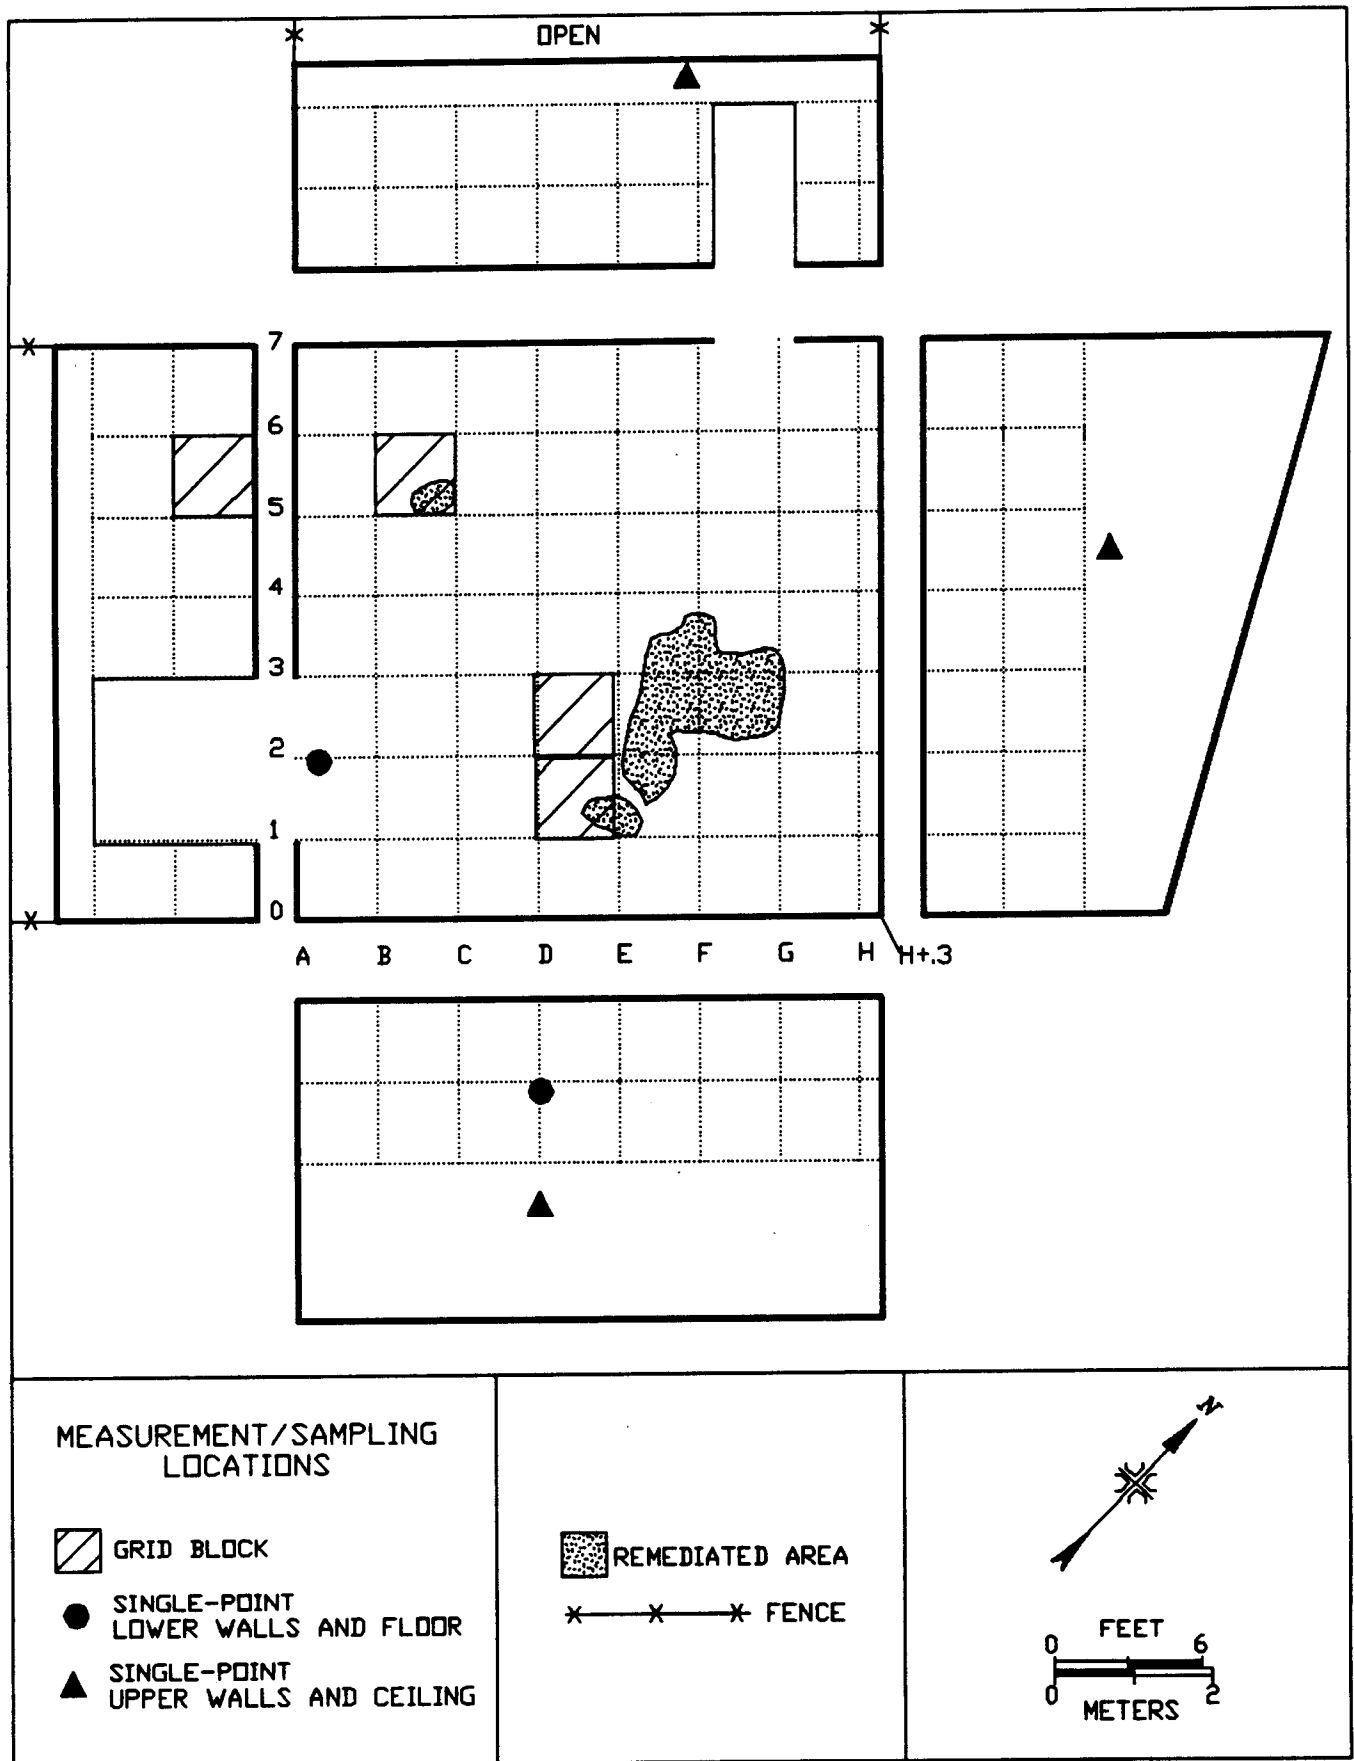 OPEN
7
6
5
4
3
2
1
0
A B C D E F G H H+.3
MEASUREMENT/SAMPLING
LOCATIONS
GRID BLOCK
SINGLE-POINT
LOWER WALLS AND FLOOR
SINGLE-POINT
UPPER WALLS AND CEILING
REMEDIATED AREA
FENCE
N
FEET
0 6
0 2
METERS